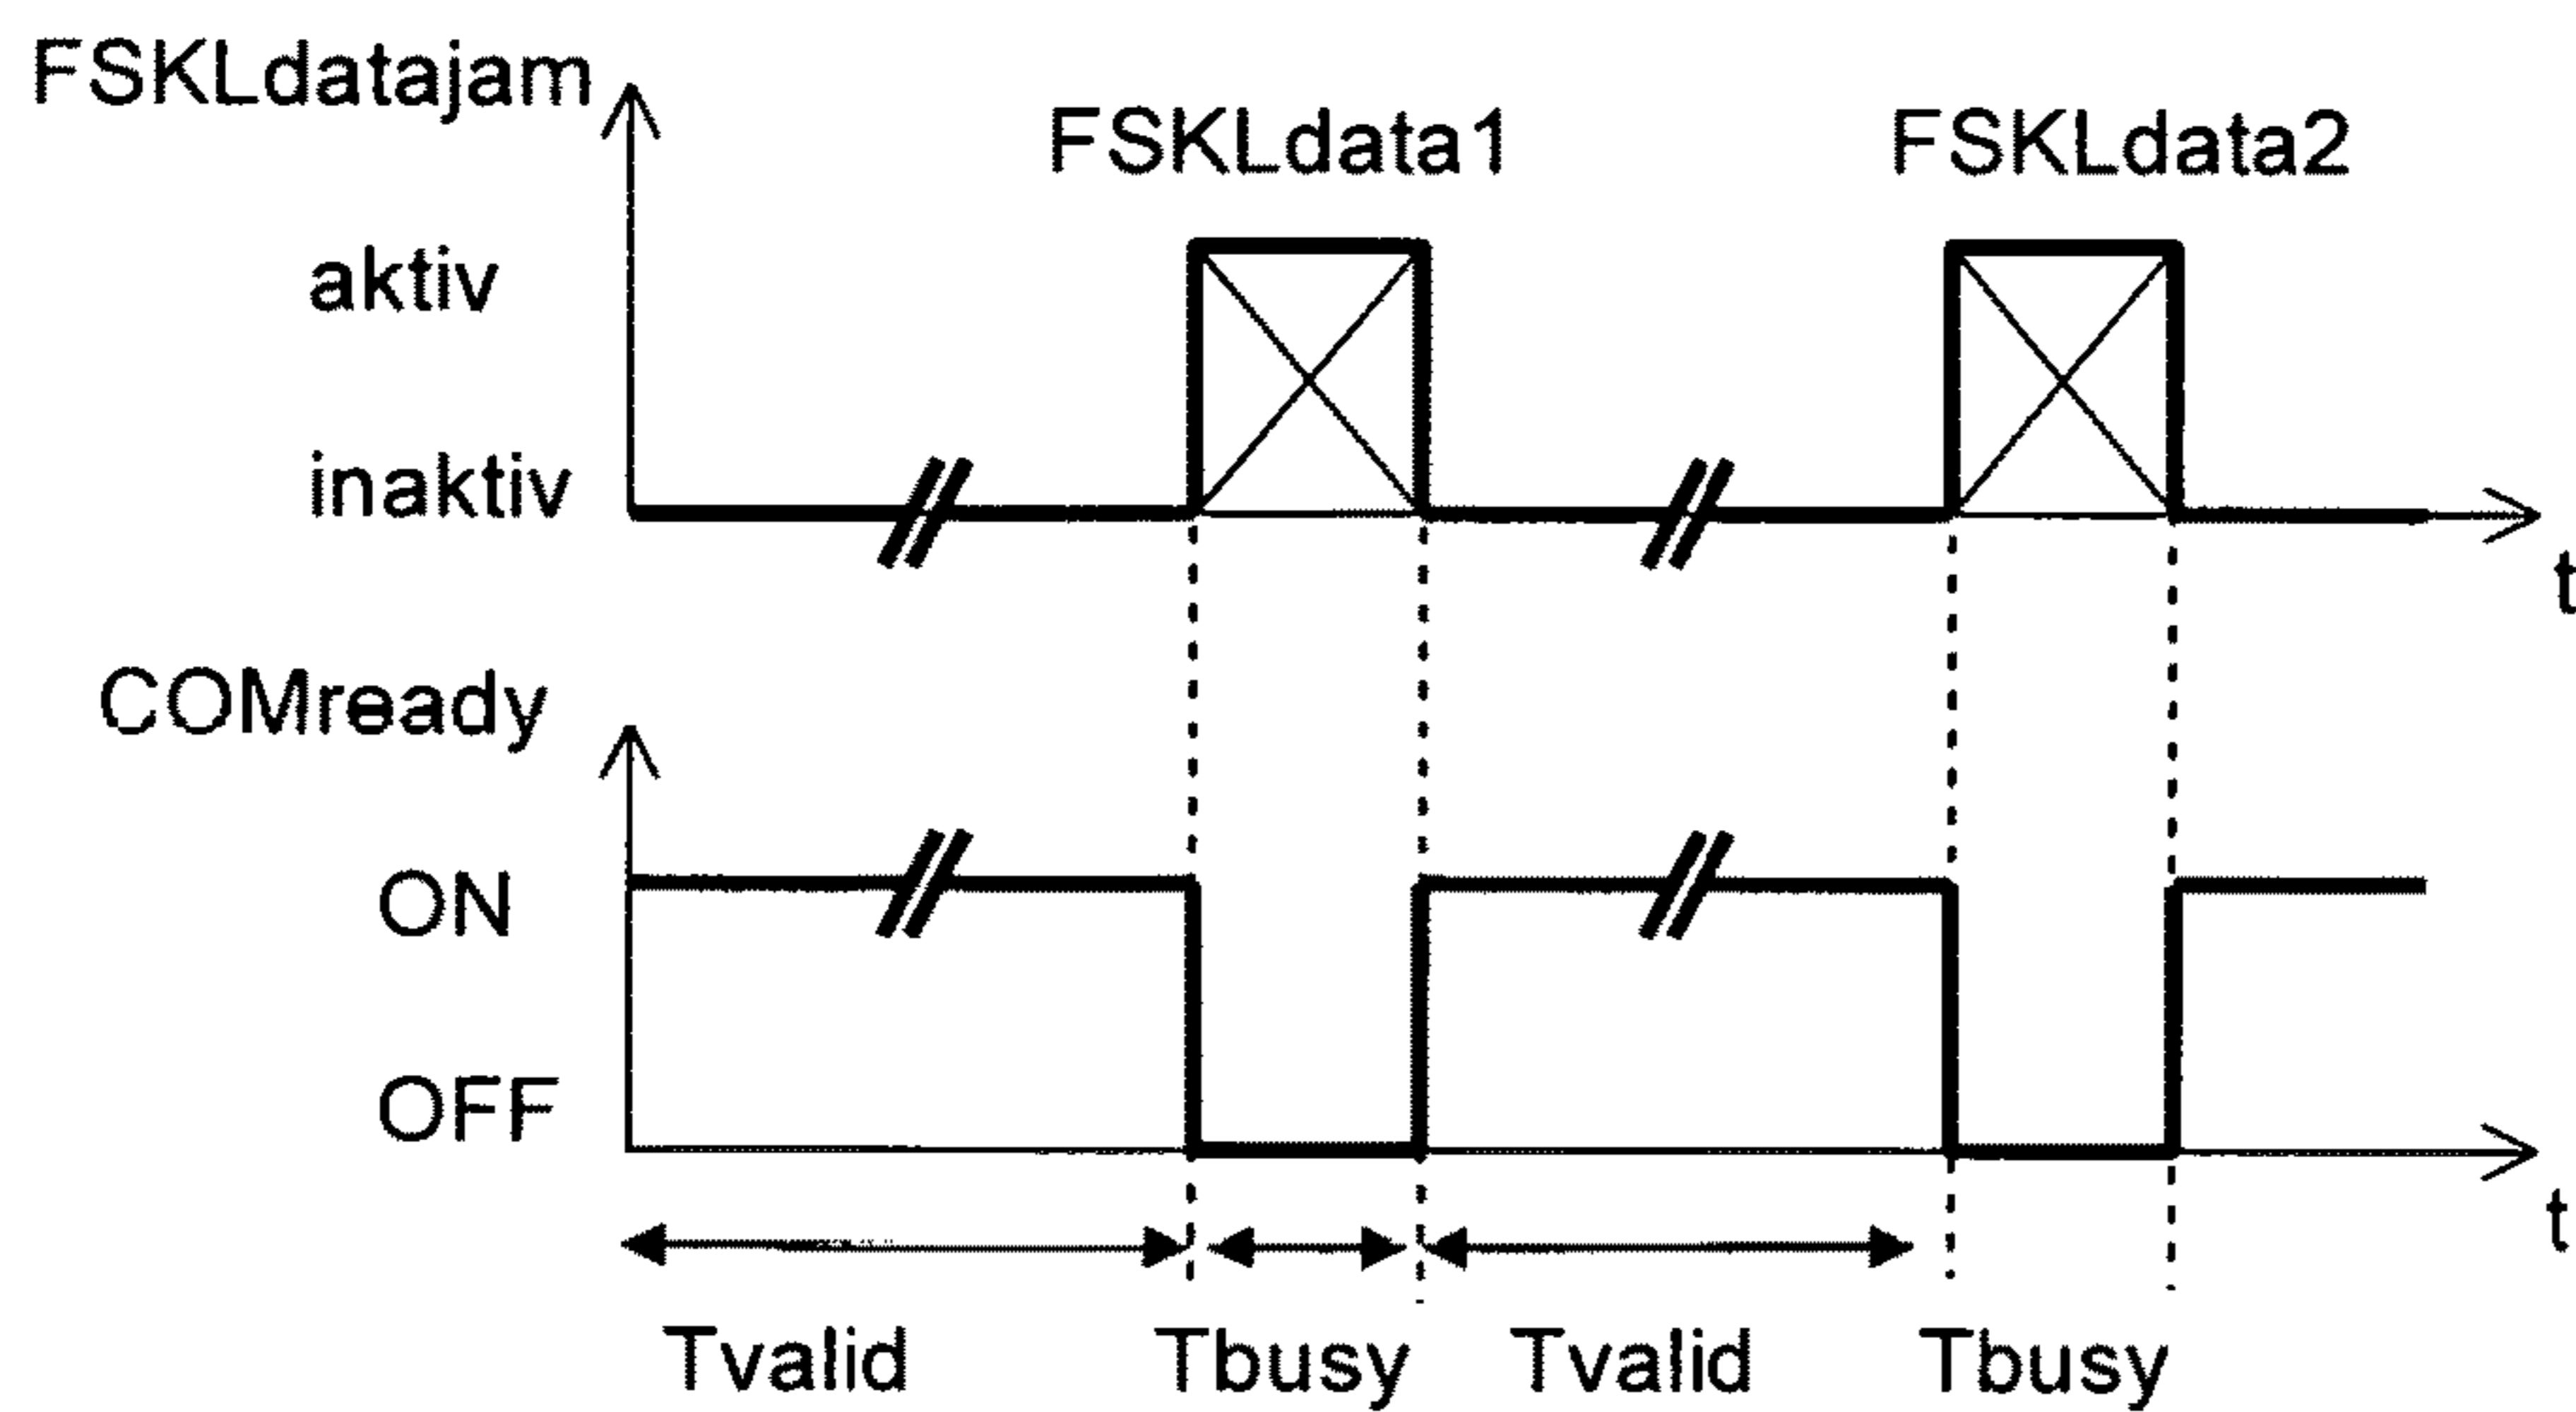 FSKLdatajam
FSKLdata1
FSKLdata2
aktiv
inaktiv
t
COMready
ON
OFF
t
Tvalid
Tbusy
Tvalid
Tbusy